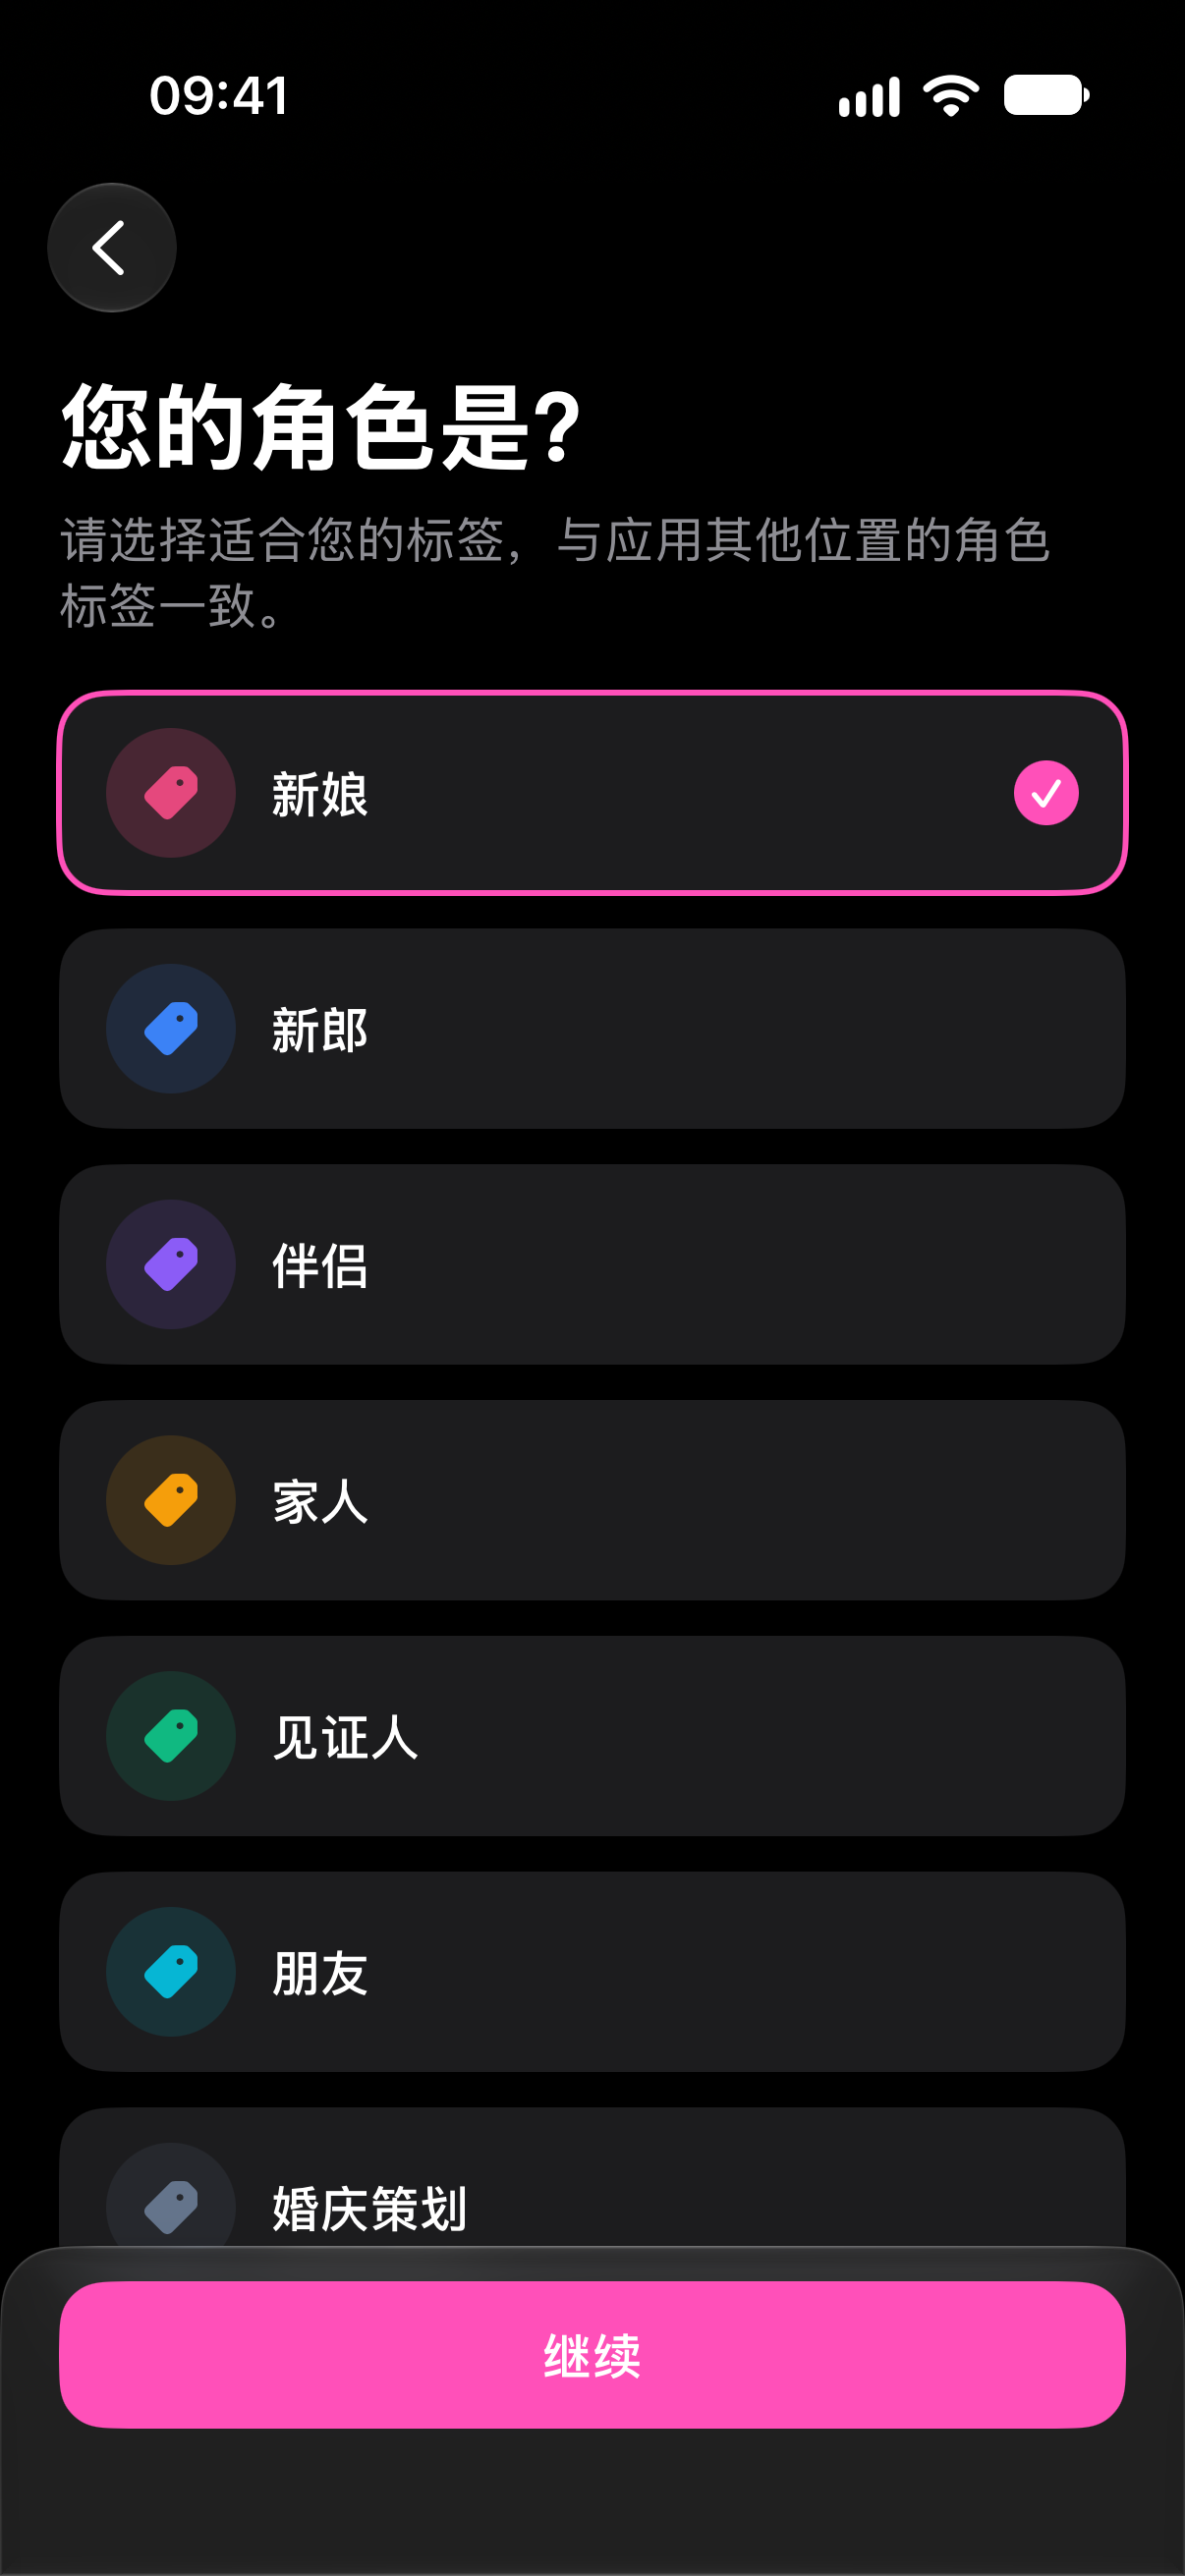 09:41
您的角色是?
请选择适合您的标签，与应用其他位置的角色
标签一致。
新娘
新郎
伴侣
家人
见证人
朋友
婚庆策划
继续